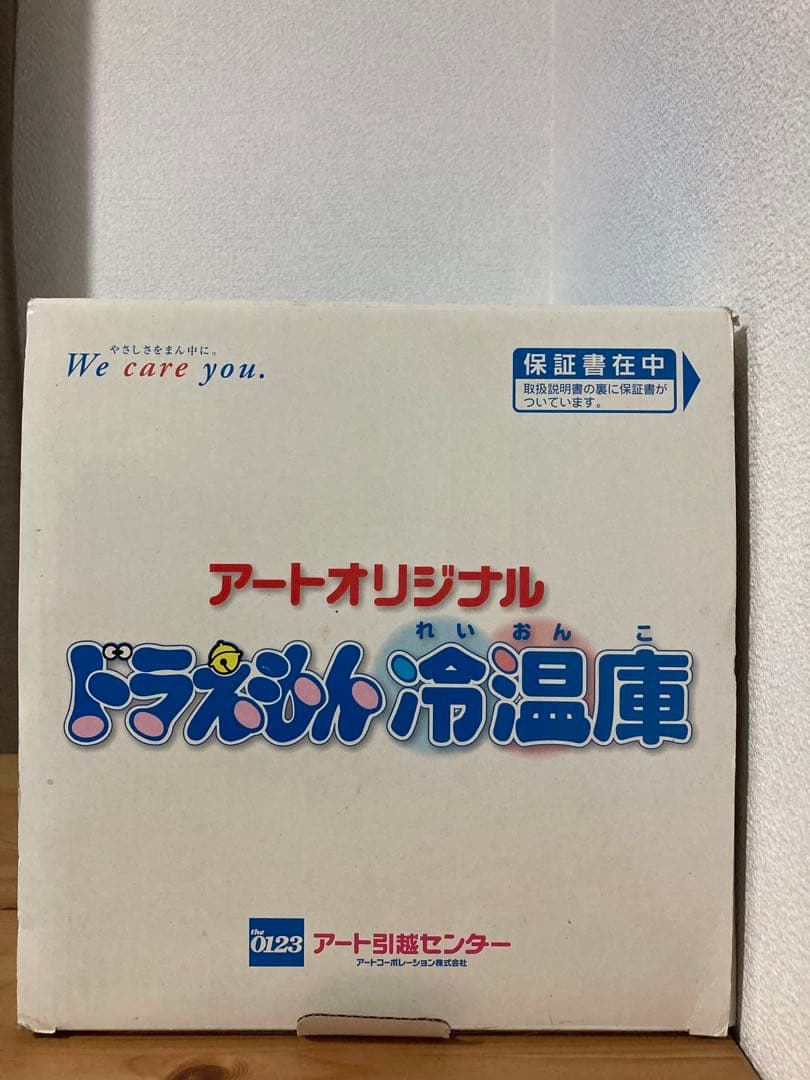 やさしさをまん中に。
We care you.
保証書在中
取扱説明書の裏に保証書が
ついています。
アートオリジナル
れいおんこ
ドラえもん冷温庫
the
0123
アート引越センター
アートコーポレーション株式会社